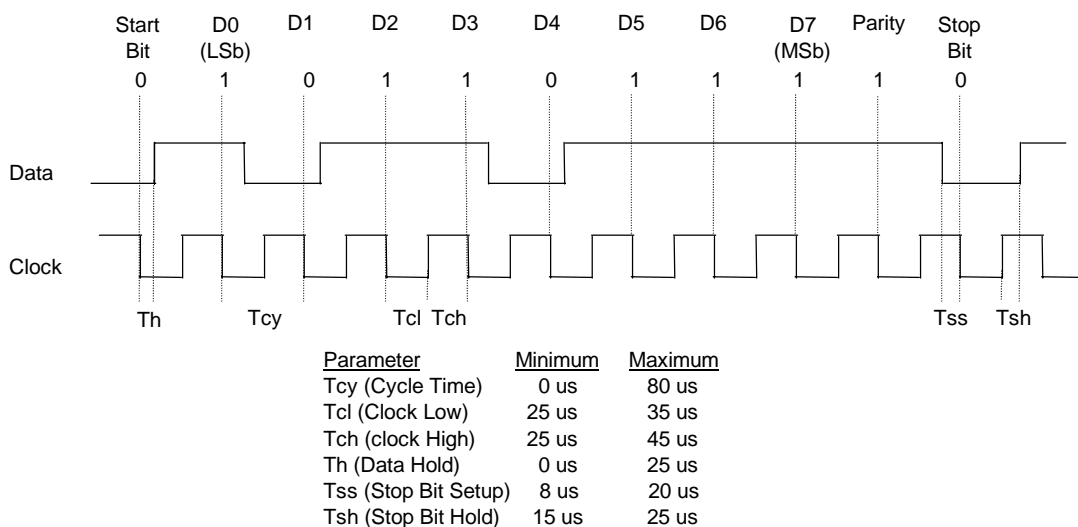 Start D0 D1 D2 D3 D4 D5 D6 D7 Parity Stop
Bit (LSb) (MSb) Bit
0 1 0 1 1 0 1 1 1 1 0
Data
Clock
Th Tcy Tcl Tch Tss Tsh
Parameter Minimum Maximum
Tcy (Cycle Time) 0 us 80 us
Tcl (Clock Low) 25 us 35 us
Tch (clock High) 25 us 45 us
Th (Data Hold) 0 us 25 us
Tss (Stop Bit Setup) 8 us 20 us
Tsh (Stop Bit Hold) 15 us 25 us